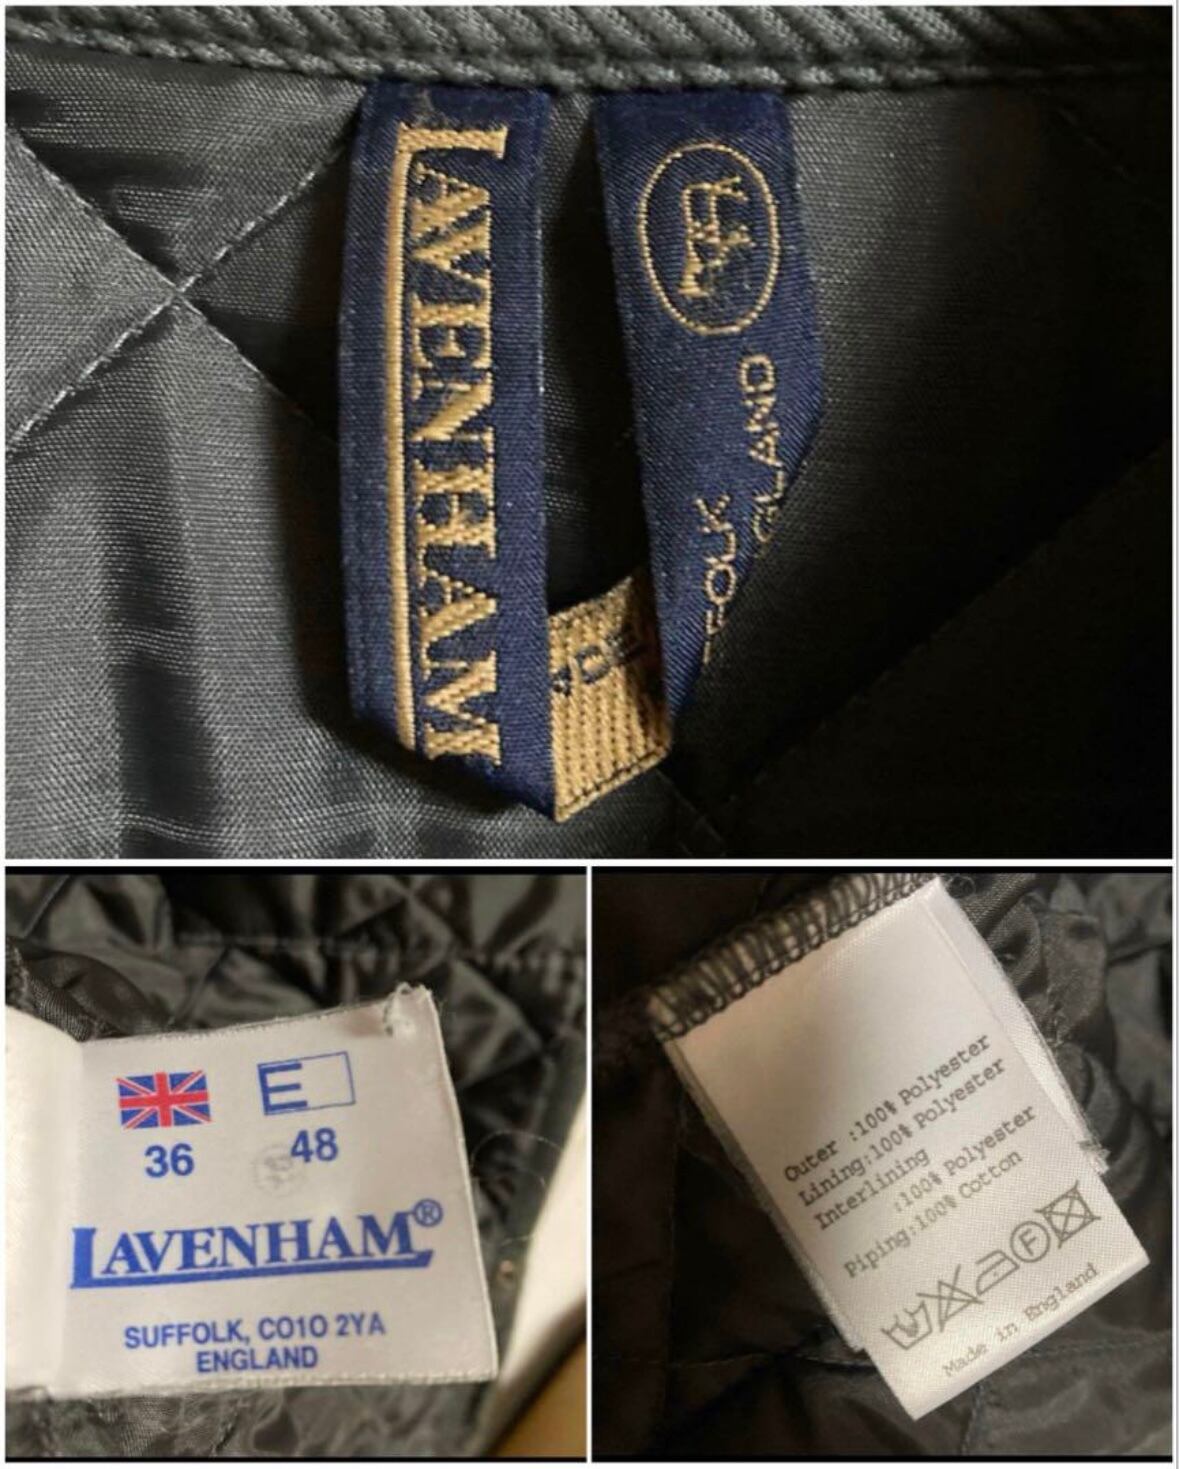 LAVENHAM
FOLK
GLAND
E
36 48
LAVENHAM®
SUFFOLK, CO10 2YA
ENGLAND
Outer :100% Polyester
Lining:100% Polyester
Interlining
:100% Polyester
Piping:100% Cotton
F
Made in England